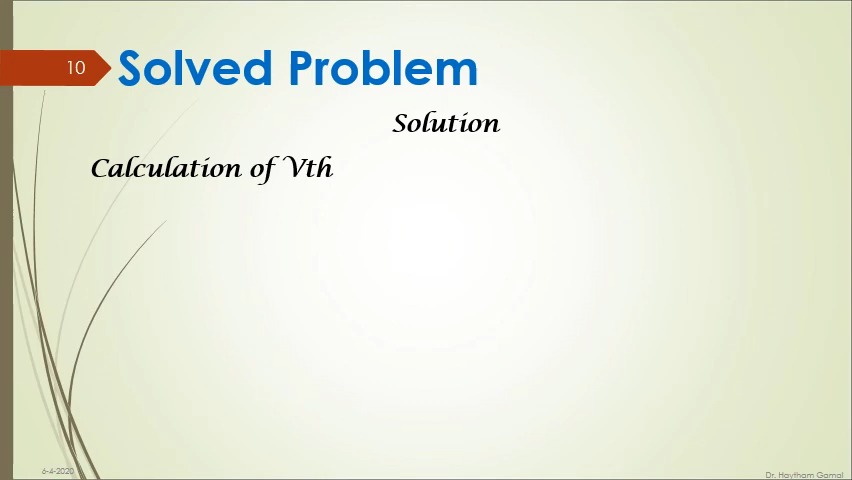 10
Solved Problem
Solution
Calculation of Vth
6-4-2020
Dr. Haytham Gamal